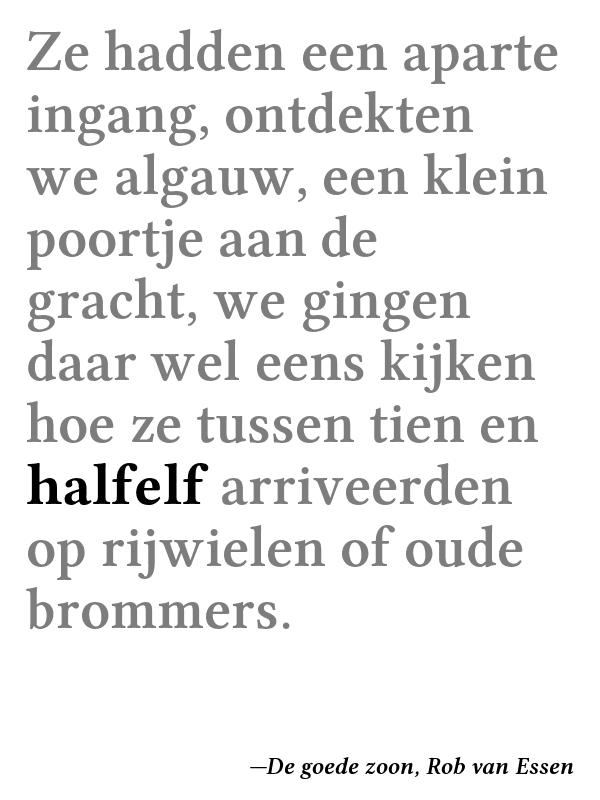 Ze hadden een aparte
ingang, ontdekten
we algauw, een klein
poortje aan de
gracht, we gingen
daar wel eens kijken
hoe ze tussen tien en
halfelf arriveerden
op rijwielen of oude
brommers.
—De goede zoon, Rob van Essen